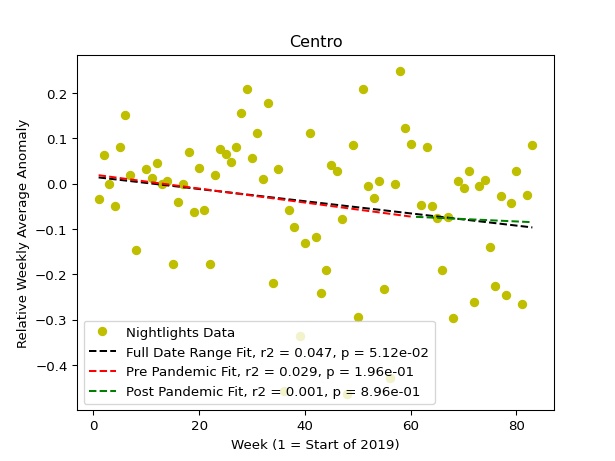 Centro
Relative Weekly Average Anomaly
0.2
0.1
0.0
−0.1
−0.2
−0.3
−0.4
Nightlights Data
Full Date Range Fit, r2 = 0.047, p = 5.12e-02
Pre Pandemic Fit, r2 = 0.029, p = 1.96e-01
Post Pandemic Fit, r2 = 0.001, p = 8.96e-01
0 20 40 60 80
Week (1 = Start of 2019)